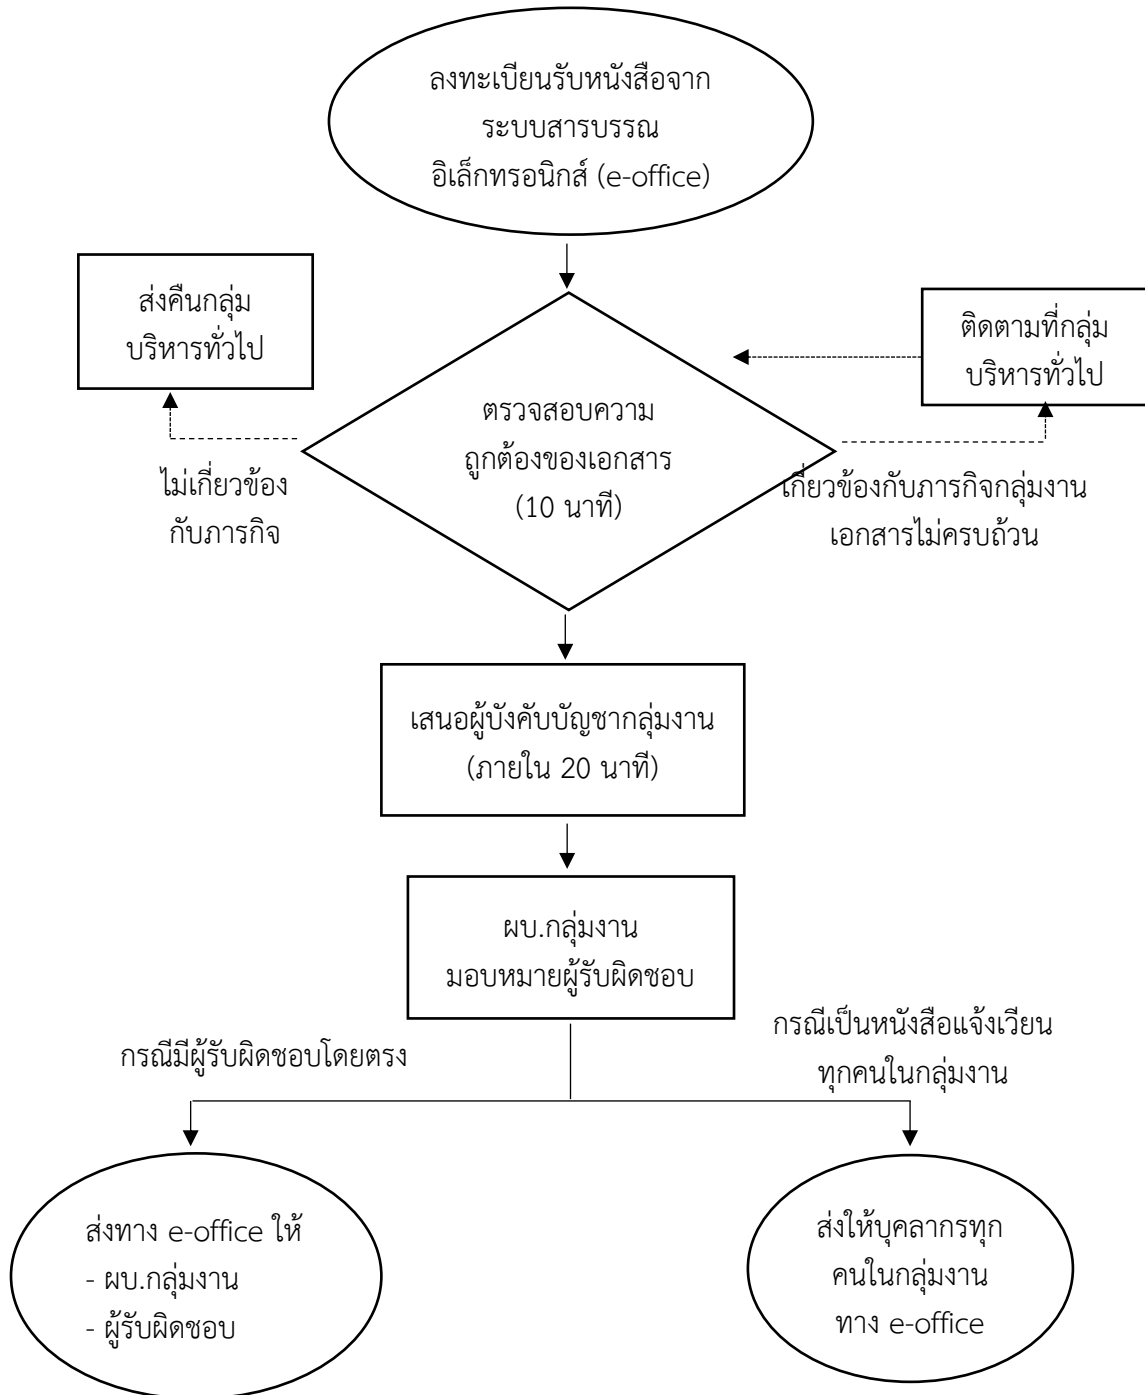 ลงทะเบียนรับหนังสือจาก
ระบบสารบรรณ
อิเล็กทรอนิกส์ (e-office)
ส่งคืนกลุ่ม
บริหารทั่วไป
ติดตามที่กลุ่ม
บริหารทั่วไป
ตรวจสอบความ
ถูกต้องของเอกสาร
(10 นาที)
ไม่เกี่ยวข้อง
กับภารกิจ
เกี่ยวข้องกับภารกิจกลุ่มงาน
เอกสารไม่ครบถ้วน
เสนอผู้บังคับบัญชากลุ่มงาน
(ภายใน 20 นาที)
ผบ.กลุ่มงาน
มอบหมายผู้รับผิดชอบ
กรณีมีผู้รับผิดชอบโดยตรง
กรณีเป็นหนังสือแจ้งเวียน
ทุกคนในกลุ่มงาน
ส่งทาง e-office ให้
- ผบ.กลุ่มงาน
- ผู้รับผิดชอบ
ส่งให้บุคลากรทุก
คนในกลุ่มงาน
ทาง e-office